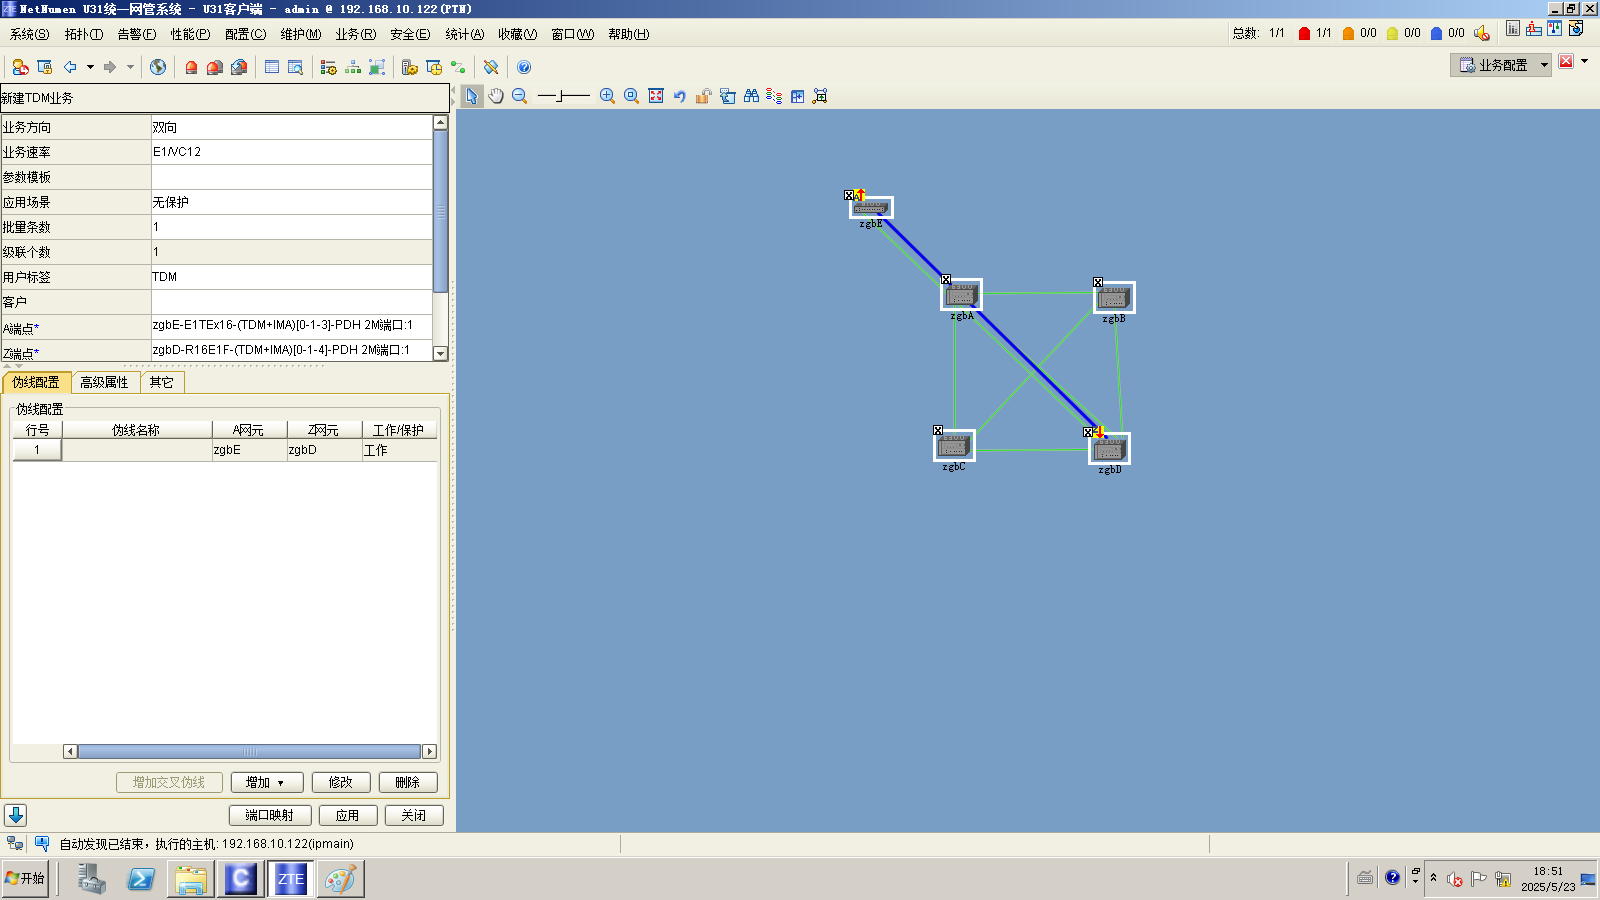 NetNumen U31统一网管系统 - U31客户端 - admin @ 192.168.10.122(PTN)
系统(S) 拓扑(T) 告警(F) 性能(P) 配置(C) 维护(M) 业务(R) 安全(E) 统计(A) 收藏(V) 窗口(W) 帮助(H)
总数: 1/1 1/1 0/0 0/0 0/0
业务配置
新建TDM业务
业务方向 双向
业务速率 E1/VC12
参数模板
应用场景 无保护
批量条数 1
级联个数 1
用户标签 TDM
客户
A端点* zgbE-E1TEx16-(TDM+IMA)[0-1-3]-PDH 2M端口:1
Z端点* zgbD-R16E1F-(TDM+IMA)[0-1-4]-PDH 2M端口:1
伪线配置 高级属性 其它
伪线配置
行号 伪线名称 A网元 Z网元 工作/保护
1 zgbE zgbD 工作
增加交叉伪线 增加 修改 删除
端口映射 应用 关闭
zgbE
zgbA
zgbB
zgbC
zgbD
自动发现已结束，执行的主机: 192.168.10.122(ipmain)
开始
C
ZTE
18:51
2025/5/23